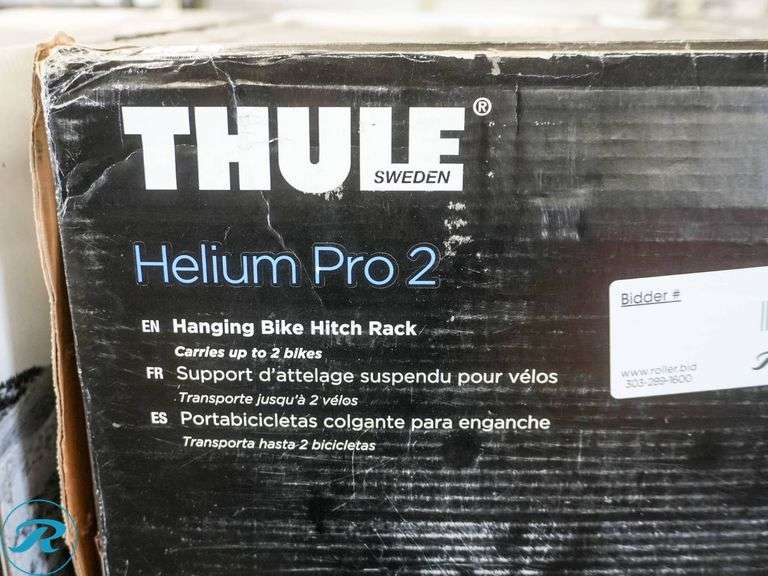 THULE®
SWEDEN
Helium Pro 2
EN Hanging Bike Hitch Rack
Carries up to 2 bikes
FR Support d'attelage suspendu pour vélos
Transporte jusqu'à 2 vélos
ES Portabicicletas colgante para enganche
Transporta hasta 2 bicicletas
Bidder #
www.roller.bid
303-289-1600
R